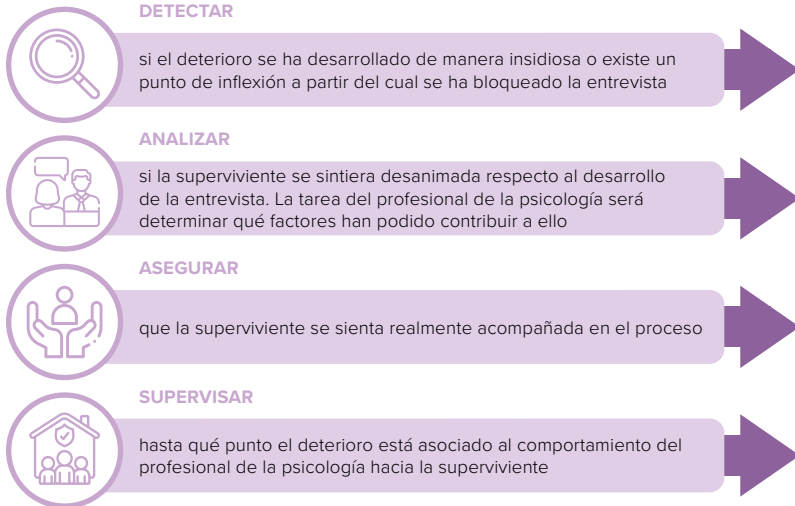 DETECTAR
si el deterioro se ha desarrollado de manera insidiosa o existe un
punto de inflexión a partir del cual se ha bloqueado la entrevista
ANALIZAR
si la superviviente se sintiera desanimada respecto al desarrollo
de la entrevista. La tarea del profesional de la psicología será
determinar qué factores han podido contribuir a ello
ASEGURAR
que la superviviente se sienta realmente acompañada en el proceso
SUPERVISAR
hasta qué punto el deterioro está asociado al comportamiento del
profesional de la psicología hacia la superviviente